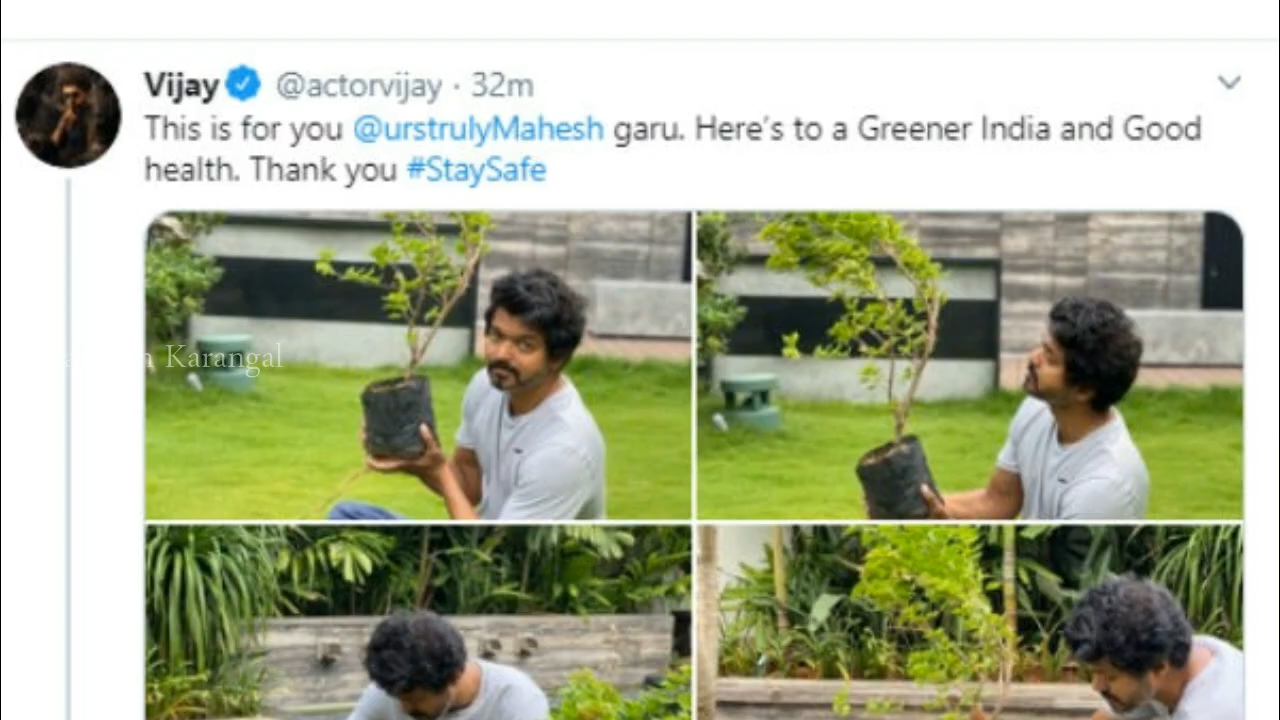 Vijay @actorvijay · 32m
This is for you @urstrulyMahesh garu. Here's to a Greener India and Good
health. Thank you #StaySafe
Karangal